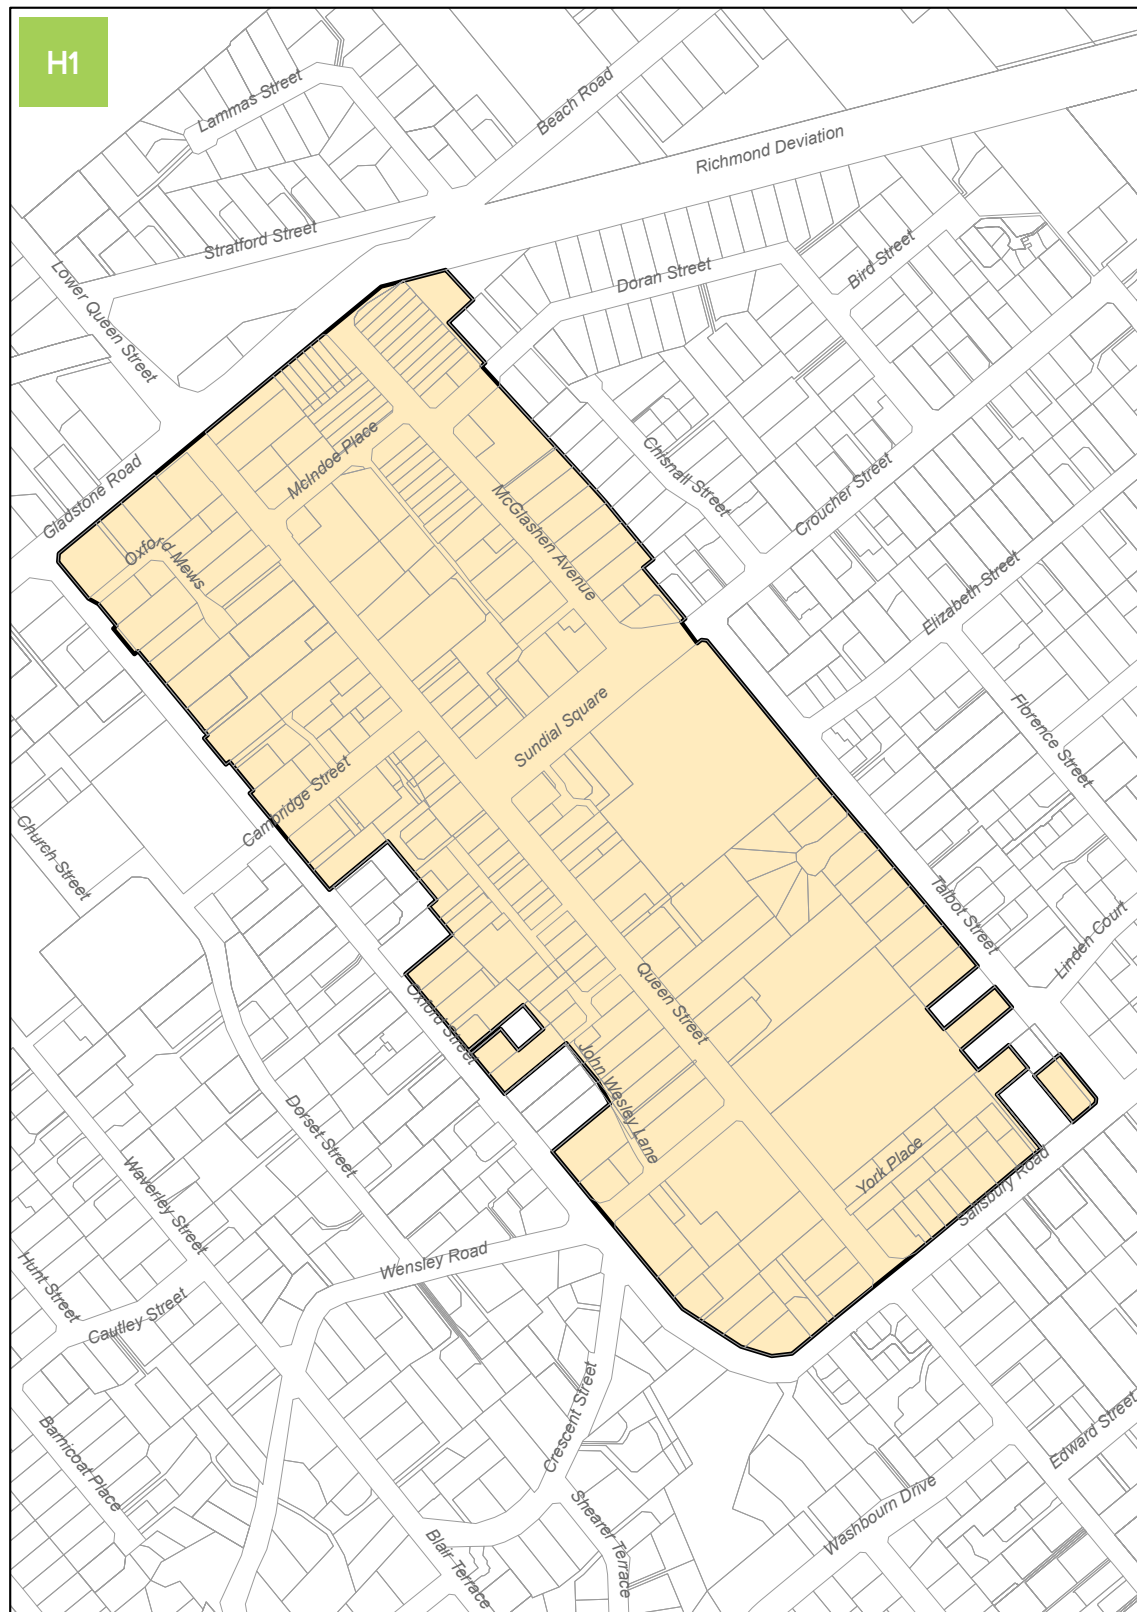 H1
Lammas Street
Beach Road
Richmond Deviation
Stratford Street
Bird Street
Doran Street
Lower Queen Street
McIndoe Place
Chisnall Street
Gladstone Road
Croucher Street
McGlashen Avenue
Oxford Mews
Elizabeth Street
Sundial Square
Florence Street
Cambridge Street
Church Street
Talbot Street
Linden Court
Queen Street
Oxford Street
John Wesley Lane
Dorset Street
York Place
Salisbury Road
Waverley Street
Wensley Road
Hunt Street
Cautley Street
Crescent Street
Edward Street
Barnicoat Place
Washbourn Drive
Shearer Terrace
Blair Terrace